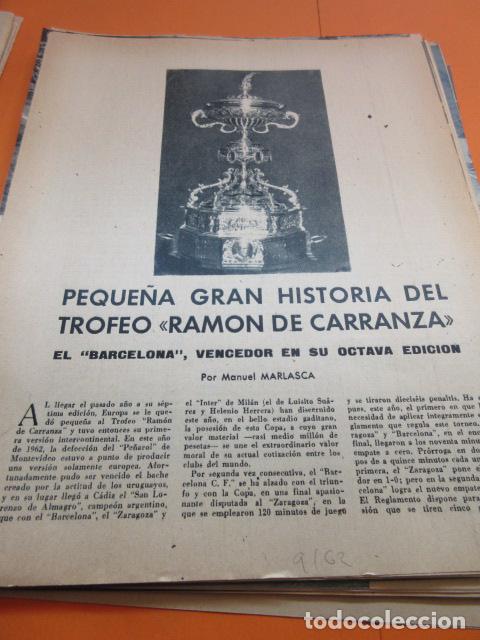 PEQUEÑA GRAN HISTORIA DEL
TROFEO «RAMON DE CARRANZA»
EL "BARCELONA", VENCEDOR EN SU OCTAVA EDICION
Por Manuel MARLASCA
AL llegar el pasado año a su sép-
tima edición, Europa se le que-
dó pequeña al Trofeo "Ramón
de Carranza" y tuvo entonces su prime-
ra versión intercontinental. En este año
de 1962, la defección del "Peñarol" de
Montevideo estuvo a punto de producir
una versión solamente europea. Afor-
tunadamente pudo ser vencido el bache
creado por la actitud de los uruguayos,
y en su lugar llegó a Cádiz el "San Lo-
renzo de Almagro", campeón argentino,
que con el "Barcelona", el "Zaragoza" y
el "Inter" de Milán (el de Luisito Suá-
rez y Helenio Herrera) han discernido
este año, en el bello estadio gaditano,
la posesión de esta Copa, a cuyo gran
valor material —casi medio millón de
pesetas— se une el extraordinario valor
moral de su actual cotización entre los
clubs del mundo.
Por segunda vez consecutiva, el "Bar-
celona C. F." se ha alzado con el triun-
fo y con la Copa, en una final apasio-
nante disputada al "Zaragoza", en la
que se emplearon 120 minutos de juego
y se tiraron dieciséis penaltis. Ha
pues, este año, el primero en que
necesidad de aplicar íntegramente
glamento que regula este torneo.
ragoza" y "Barcelona", en el enc
final, llegaron a los noventa minut
empate a cero. Prórroga en do
pos de a quince minutos cada un
primera, el "Zaragoza" pone el
dor en 1-0; pero en la segunda
celona" logra el nuevo empate
El Reglamento dispone para
sión que se tiren cinco
9/62
todocoleccion.net